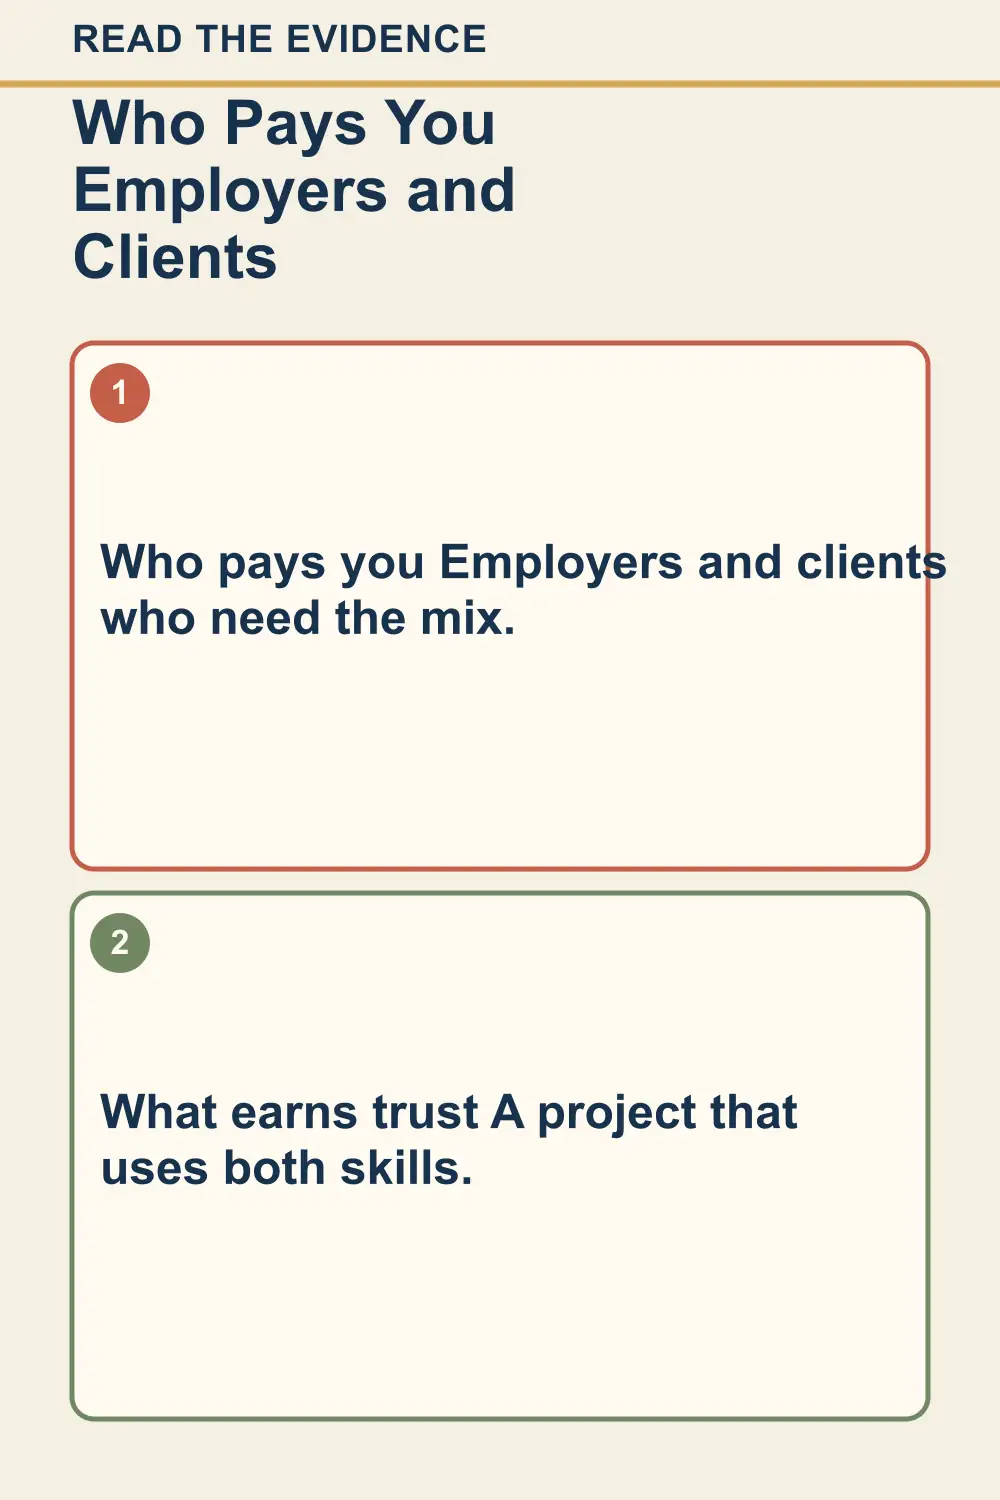 READ THE EVIDENCE
Who Pays You
Employers and
Clients
1
Who pays you Employers and clients
who need the mix.
2
What earns trust A project that
uses both skills.